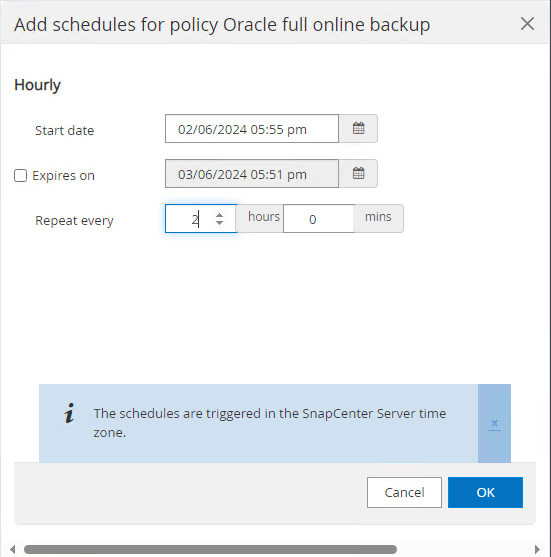 Add schedules for policy Oracle full online backup
Hourly
Start date 02/06/2024 05:55 pm
Expires on 03/06/2024 05:51 pm
Repeat every 2 hours 0 mins
i The schedules are triggered in the SnapCenter Server time
zone.
x
Cancel OK